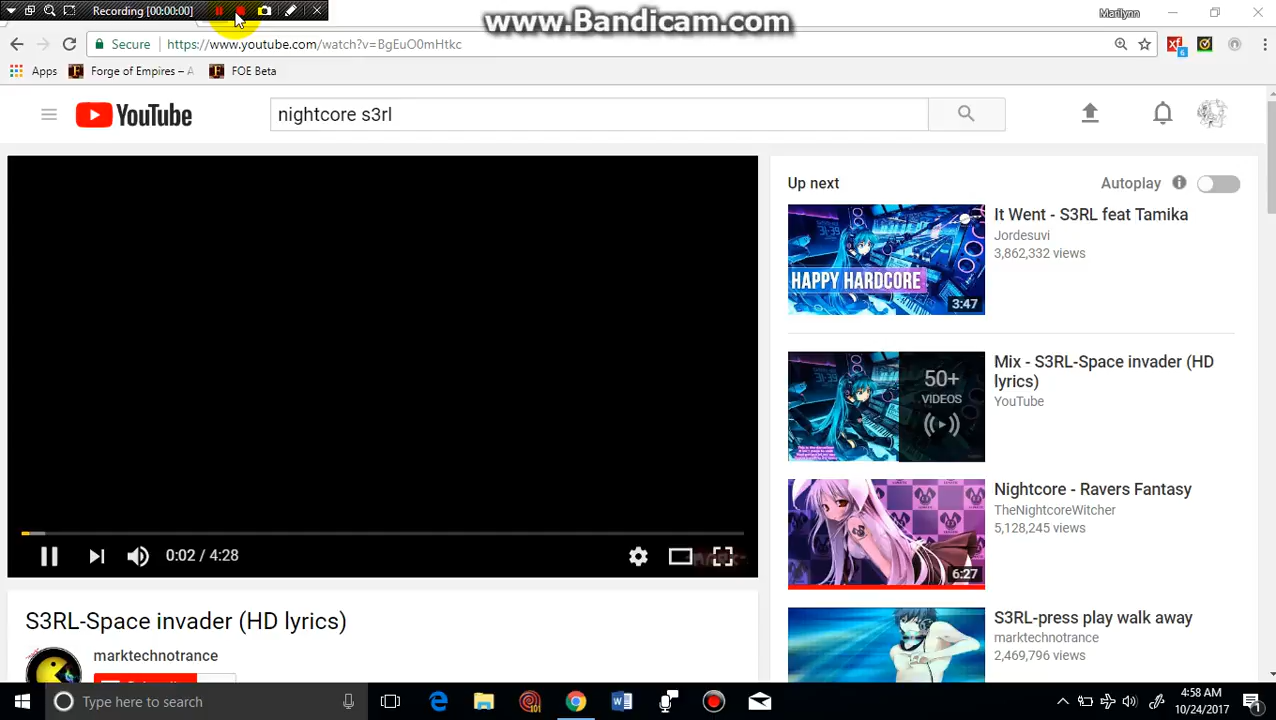 Recording [00:00:00]
www.Bandicam.com
Marilynn
Secure
https://www.youtube.com/watch?v=BgEuO0mHtkc
6
Apps
Forge of Empires –
FOE Beta
YouTube
nightcore s3rl
Up next
Autoplay
It Went - S3RL feat Tamika
Jordesuvi
3,862,332 views
HAPPY HARDCORE
3:47
Mix - S3RL-Space invader (HD
lyrics)
YouTube
50+
VIDEOS
Nightcore - Ravers Fantasy
TheNightcoreWitcher
5,128,245 views
6:27
0:02 / 4:28
S3RL-press play walk away
marktechnotrance
2,469,796 views
S3RL-Space invader (HD lyrics)
marktechnotrance
Type here to search
101
4:58 AM
10/24/2017
1